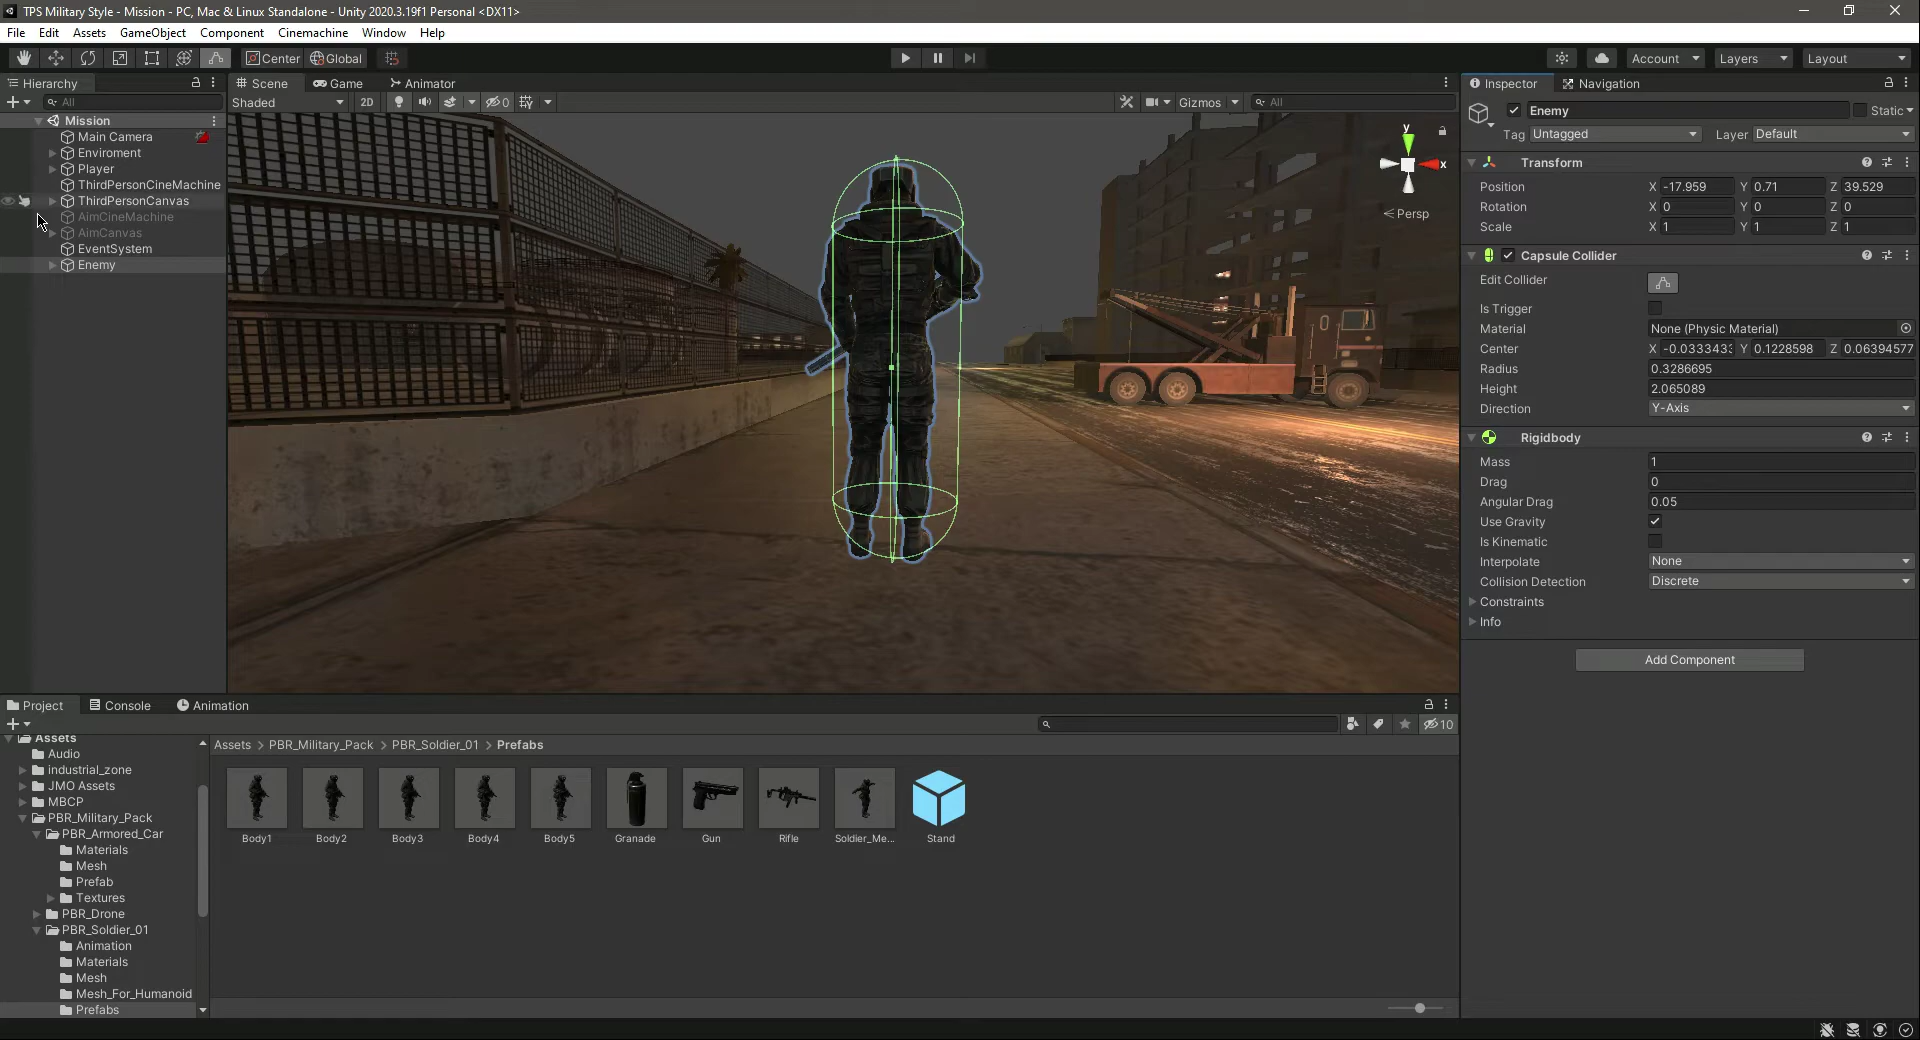 TPS Military Style - Mission - PC, Mac & Linux Standalone - Unity 2020.3.19f1 Personal <DX11>
File Edit Assets GameObject Component Cinemachine Window Help
Center Global Account Layers Layout
Hierarchy
All
Mission
Main Camera
Enviroment
Player
ThirdPersonCineMachine
ThirdPersonCanvas
AimCineMachine
AimCanvas
EventSystem
Enemy
Scene Game Animator
Shaded 2D 0 Gizmos All
y
x
Persp
Inspector Navigation
Enemy Static
Tag Untagged Layer Default
Transform
Position X -17.959 Y 0.71 Z 39.529
Rotation X 0 Y 0 Z 0
Scale X 1 Y 1 Z 1
Capsule Collider
Edit Collider
Is Trigger
Material None (Physic Material)
Center X -0.0333433 Y 0.1228598 Z 0.06394577
Radius 0.3286695
Height 2.065089
Direction Y-Axis
Rigidbody
Mass 1
Drag 0
Angular Drag 0.05
Use Gravity
Is Kinematic
Interpolate None
Collision Detection Discrete
Constraints
Info
Add Component
Project Console Animation
10
Assets
Audio
industrial_zone
JMO Assets
MBCP
PBR_Military_Pack
PBR_Armored_Car
Materials
Mesh
Prefab
Textures
PBR_Drone
PBR_Soldier_01
Animation
Materials
Mesh
Mesh_For_Humanoid
Prefabs
Assets > PBR_Military_Pack > PBR_Soldier_01 > Prefabs
Body1 Body2 Body3 Body4 Body5 Granade Gun Rifle Soldier_Me... Stand